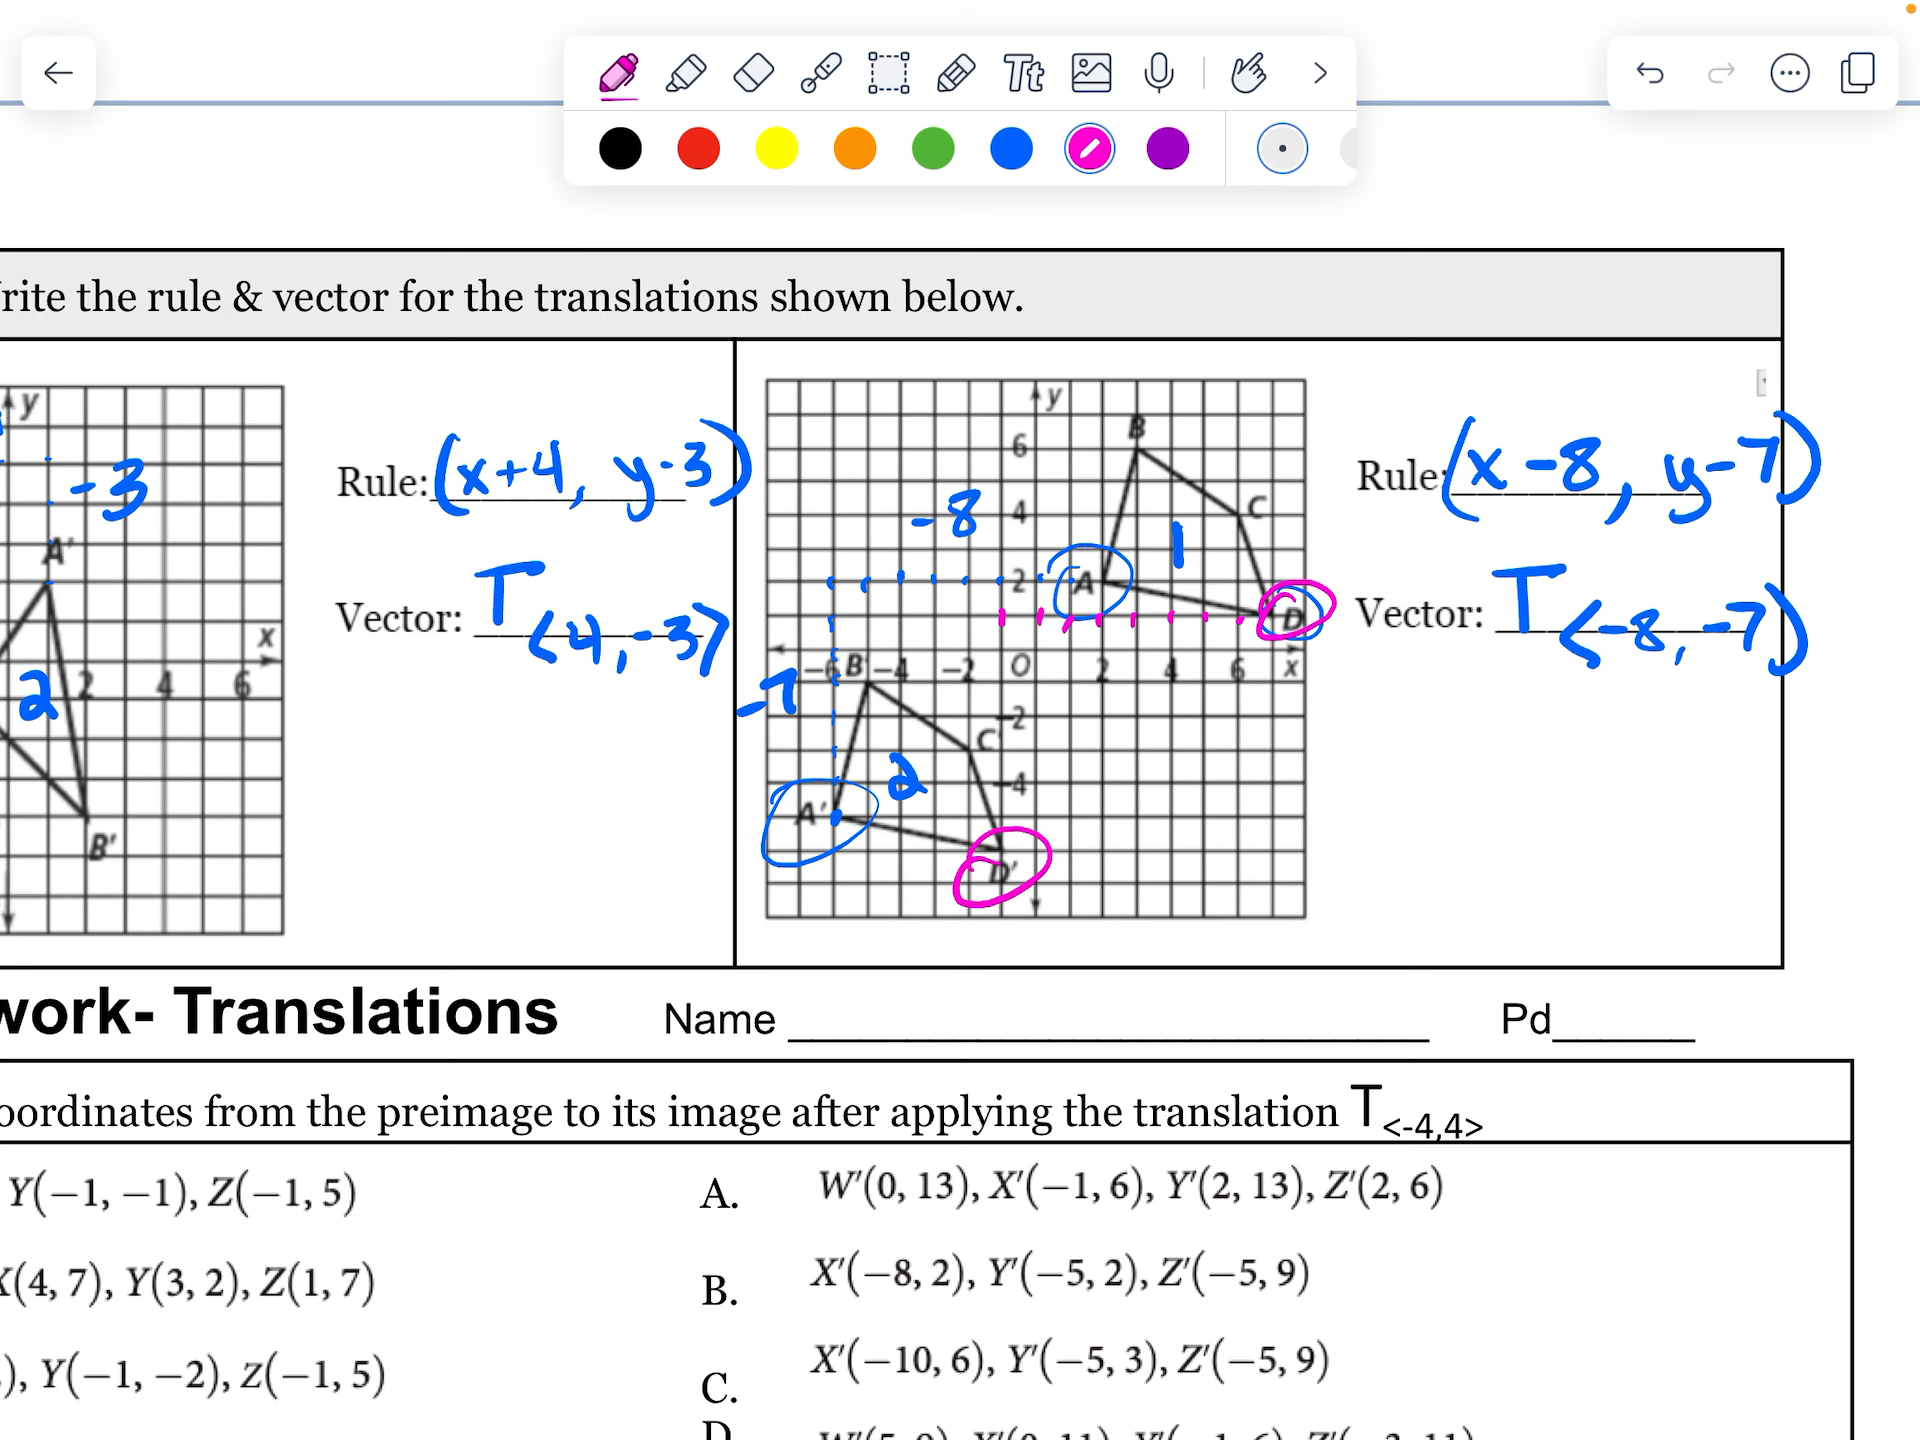 Tt
rite the rule & vector for the translations shown below.
y
-3
A'
x
2
2 4 6
B'
Rule: (x+4, y-3)
Vector: T<4,-3>
y
B
6
-8
4
C
1
2
A
D
-6 B' -4 -2 O 2 4 6 x
-7
-2
C'
2
-4
A'
D'
Rule: (x-8, y-7)
Vector: T<-8,-7>
work- Translations Name ______ Pd______
oordinates from the preimage to its image after applying the translation T<-4,4>
Y(−1, −1), Z(−1, 5) A. W′(0, 13), X′(−1, 6), Y′(2, 13), Z′(2, 6)
X(4, 7), Y(3, 2), Z(1, 7) B. X′(−8, 2), Y′(−5, 2), Z′(−5, 9)
), Y(−1, −2), Z(−1, 5) C. X′(−10, 6), Y′(−5, 3), Z′(−5, 9)
D.